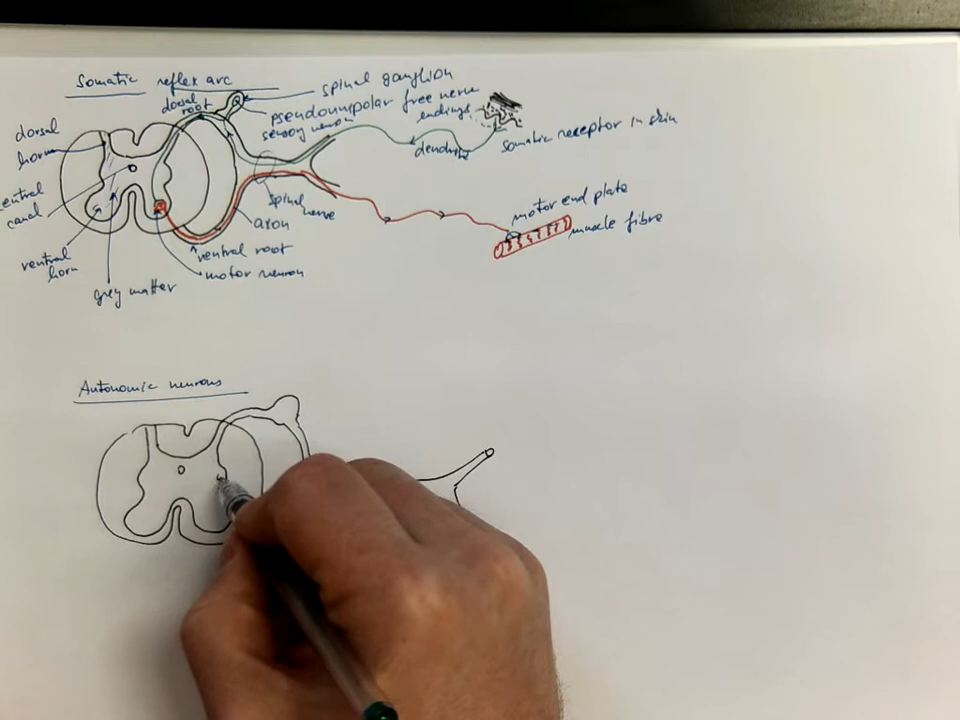 Somatic reflex arc
spinal ganglion
dorsal
root
pseudounipolar
sensory neuron
free nerve
endings
somatic receptor in skin
dendrite
dorsal
horn
central
canal
ventral
horn
grey matter
spinal
nerve
axon
ventral root
motor neuron
motor end plate
muscle fibre
Autonomic neurons